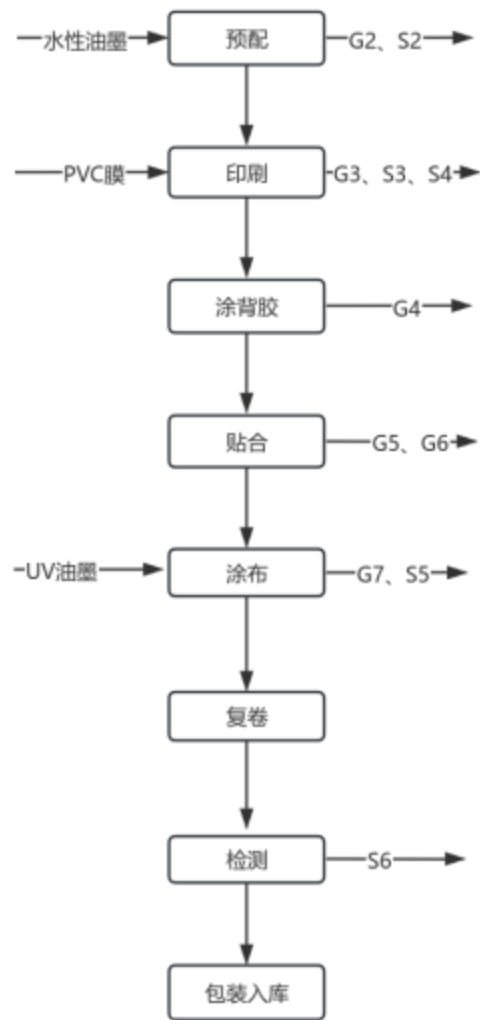 水性油墨 预配 G2、S2
PVC膜 印刷 G3、S3、S4
涂背胶 G4
贴合 G5、G6
UV油墨 涂布 G7、S5
复卷
检测 S6
包装入库